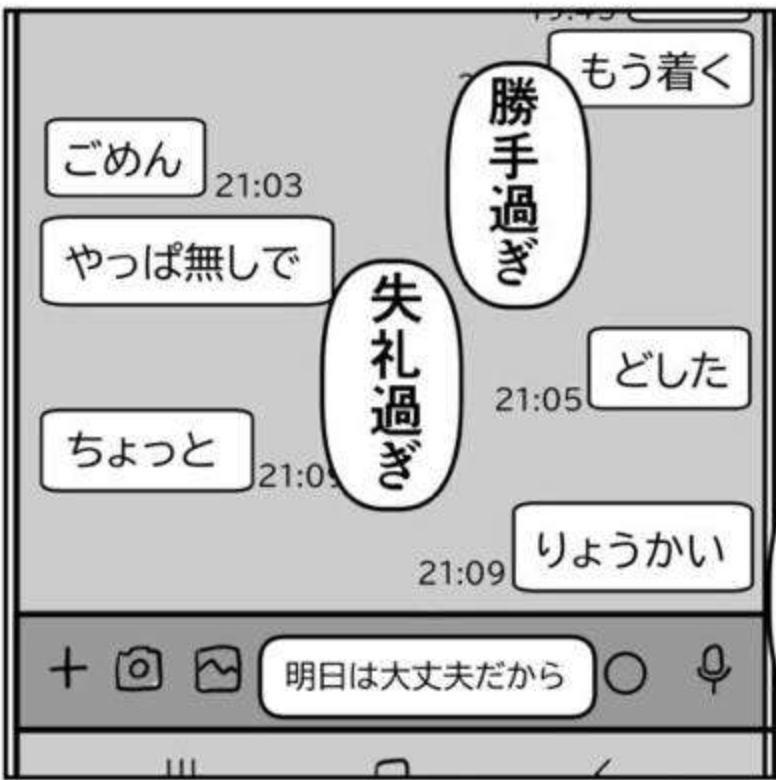 もう着く
勝手過ぎ
ごめん
21:03
やっぱ無しで
失礼過ぎ
どした
21:05
ちょっと
りょうかい
21:09
明日は大丈夫だから